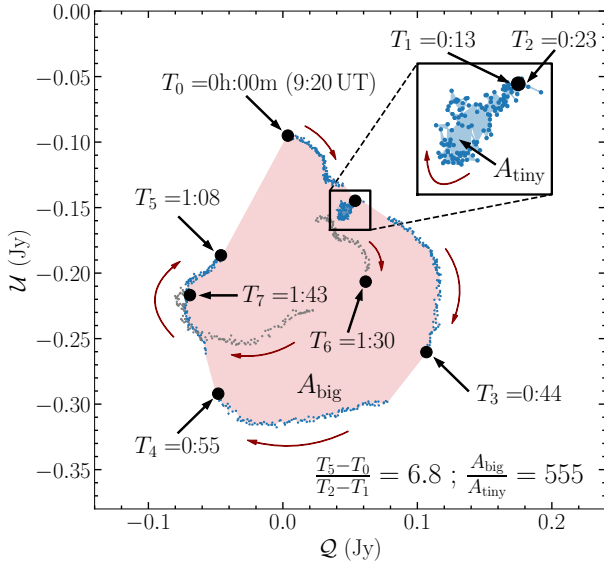 0.00
−0.05
−0.10
−0.15
−0.20
−0.25
−0.30
−0.35
𝒰 (Jy)
T₀ =0h:00m (9:20 UT)
T₁ =0:13
T₂ =0:23
A_tiny
T₅ =1:08
T₇ =1:43
T₆ =1:30
A_big
T₃ =0:44
T₄ =0:55
(T₅−T₀)/(T₂−T₁) = 6.8 ; A_big/A_tiny = 555
−0.1 0.0 0.1 0.2
𝒬 (Jy)